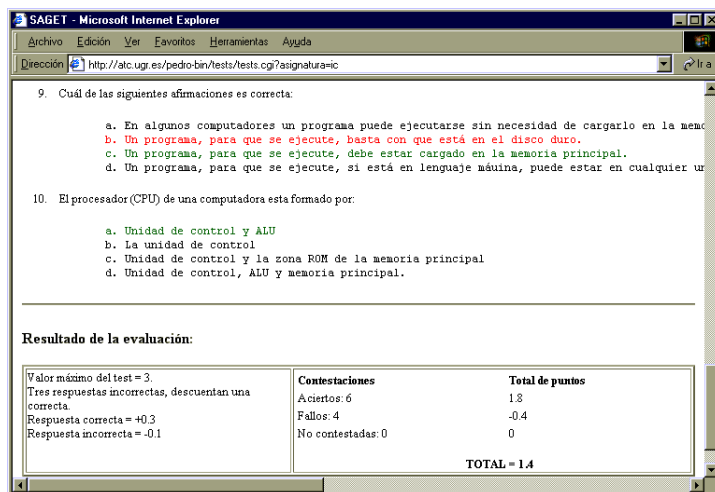 SAGET - Microsoft Internet Explorer
Archivo Edición Ver Favoritos Herramientas Ayuda
Dirección http://atc.ugr.es/pedro-bin/tests/tests.cgi?asignatura=ic Ir a
9. Cuál de las siguientes afirmaciones es correcta:
a. En algunos computadores un programa puede ejecutarse sin necesidad de cargarlo en la memo
b. Un programa, para que se ejecute, basta con que está en el disco duro.
c. Un programa, para que se ejecute, debe estar cargado en la memoria principal.
d. Un programa, para que se ejecute, si está en lenguaje máuina, puede estar en cualquier un
10. El procesador (CPU) de una computadora esta formado por:
a. Unidad de control y ALU
b. La unidad de control
c. Unidad de control y la zona ROM de la memoria principal
d. Unidad de control, ALU y memoria principal.
Resultado de la evaluación:
Valor máximo del test = 3.
Tres respuestas incorrectas, descuentan una
correcta.
Respuesta correcta = +0.3
Respuesta incorrecta = -0.1
Contestaciones Total de puntos
Aciertos: 6 1.8
Fallos: 4 -0.4
No contestadas: 0 0
TOTAL = 1.4